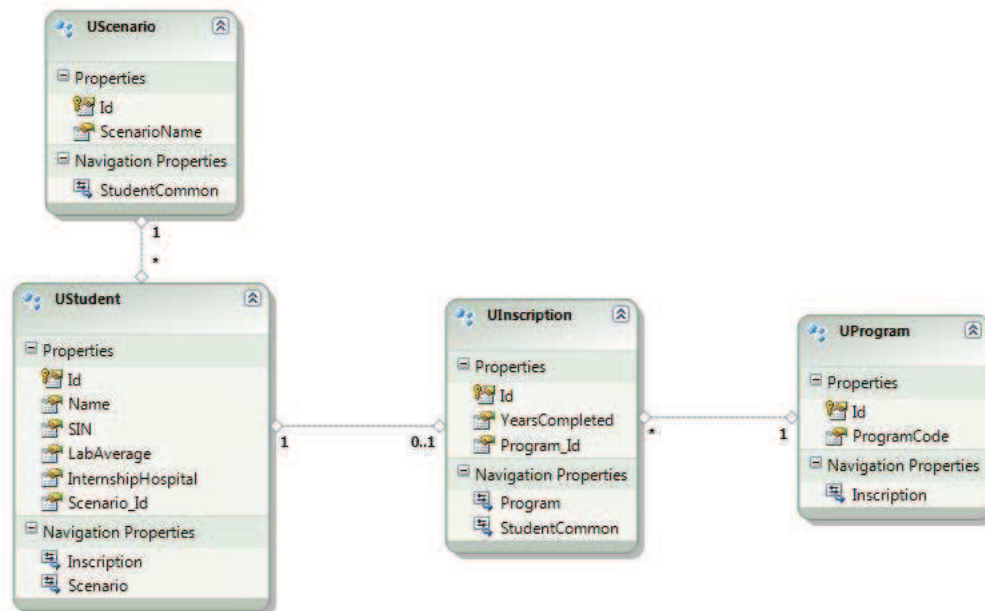 UScenario
Properties
Id
ScenarioName
Navigation Properties
StudentCommon
1
*
UStudent
Properties
Id
Name
SIN
LabAverage
InternshipHospital
Scenario_Id
Navigation Properties
Inscription
Scenario
1
0..1
UInscription
Properties
Id
YearsCompleted
Program_Id
Navigation Properties
Program
StudentCommon
*
1
UProgram
Properties
Id
ProgramCode
Navigation Properties
Inscription